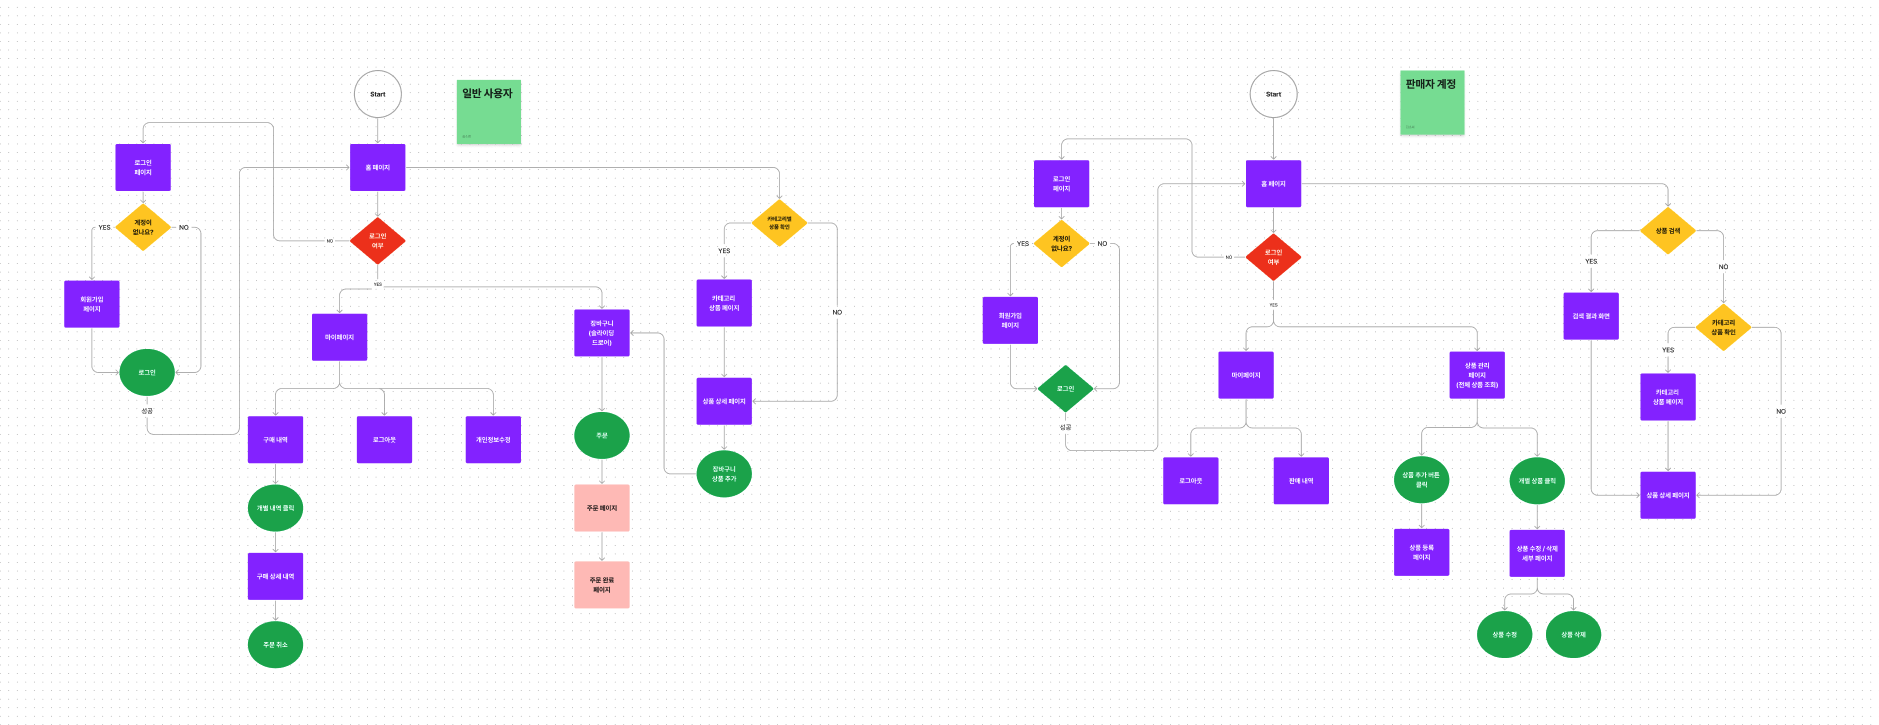 Start
일반 사용자
로그인
페이지
홈 페이지
계정이
없나요?
YES
NO
로그인
여부
NO
카테고리별
상품 확인
YES
NO
회원가입
페이지
YES
마이페이지
장바구니
(슬라이딩
드로어)
카테고리
상품 페이지
로그인
성공
상품 상세 페이지
구매 내역
로그아웃
개인정보수정
주문
장바구니
상품 추가
개별 내역 클릭
주문 페이지
구매 상세 내역
주문 완료
페이지
주문 취소
Start
판매자 계정
로그인
페이지
홈 페이지
계정이
없나요?
YES
NO
로그인
여부
NO
상품 검색
YES
NO
회원가입
페이지
YES
검색 결과 화면
카테고리
상품 확인
YES
NO
로그인
성공
마이페이지
상품 관리
페이지
(전체 상품 조회)
카테고리
상품 페이지
로그아웃
판매 내역
상품 추가 버튼
클릭
개별 상품 클릭
상품 상세 페이지
상품 등록
페이지
상품 수정 / 삭제
세부 페이지
상품 수정
상품 삭제